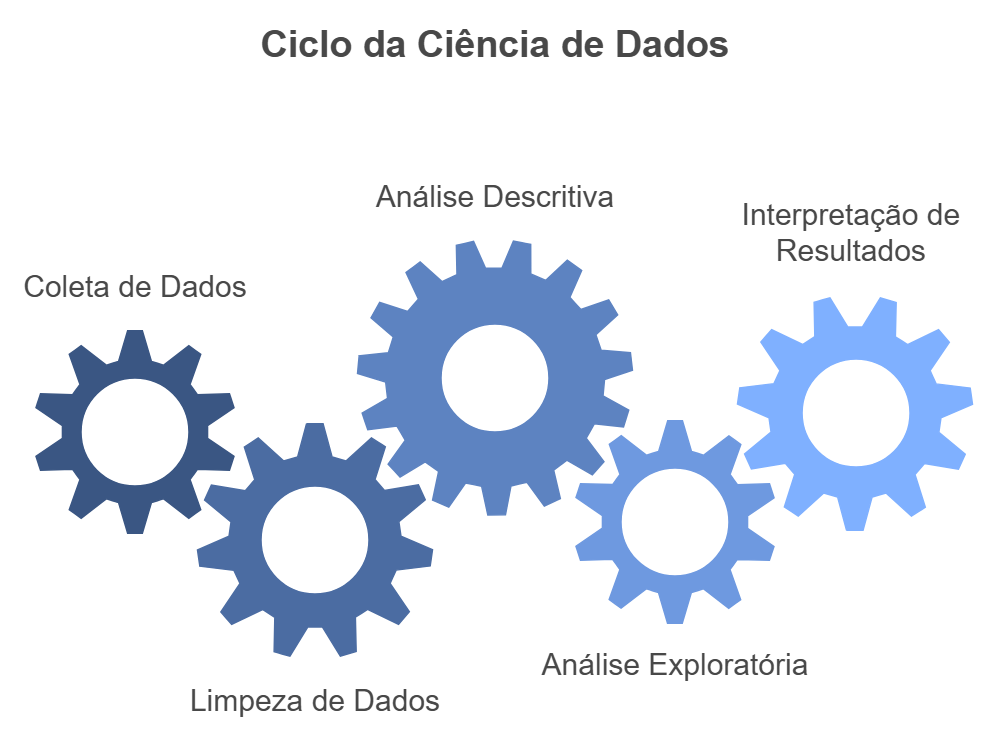 Ciclo da Ciência de Dados
Coleta de Dados
Limpeza de Dados
Análise Descritiva
Análise Exploratória
Interpretação de
Resultados